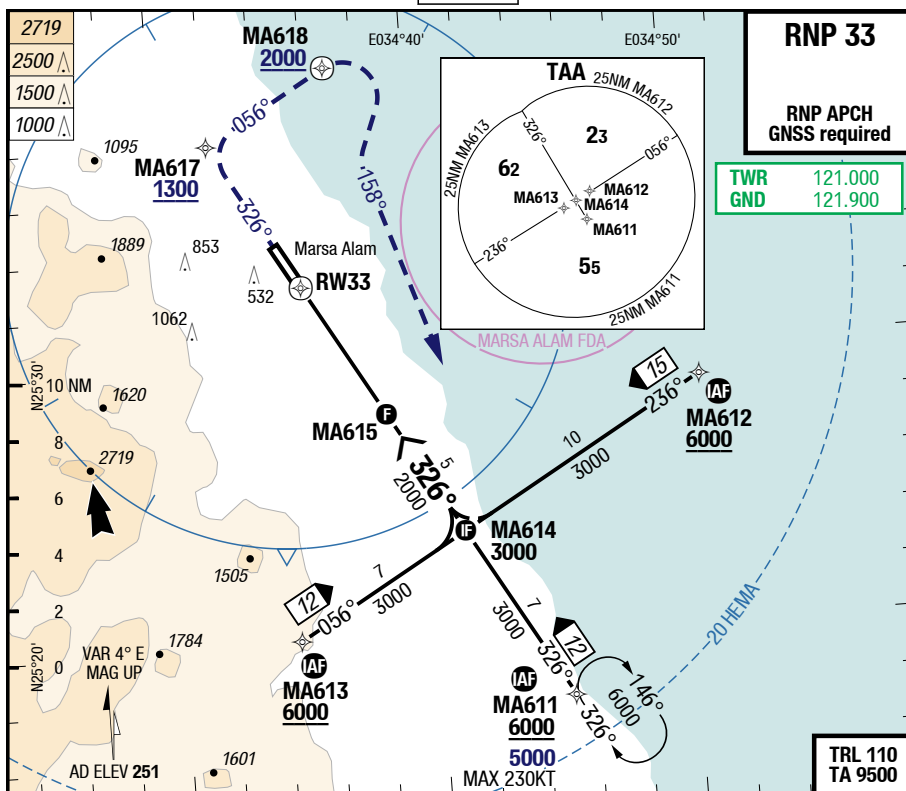 2719
2500
1500
1000
MA618
2000
E034°40'
E034°50'
RNP 33
RNP APCH
GNSS required
TWR 121.000
GND 121.900
TAA
25NM MA612
25NM MA613
25NM MA611
326°
056°
236°
23
62
55
MA613
MA612
MA614
MA611
056°
1095
MA617
1300
326°
158°
1889
853
532
1062
Marsa Alam
RW33
MARSA ALAM FDA
N25°30'
10 NM
1620
8
2719
6
4
2
0
N25°20'
MA615
F
15
236°
IAF
MA612
6000
10
3000
5
326°
2000
IF
MA614
3000
1505
12
056°
7
3000
IAF
MA613
6000
7
3000
12
326°
IAF
MA611
6000
5000
MAX 230KT
146°
6000
326°
20 HEMA
1784
VAR 4° E
MAG UP
AD ELEV 251
1601
TRL 110
TA 9500